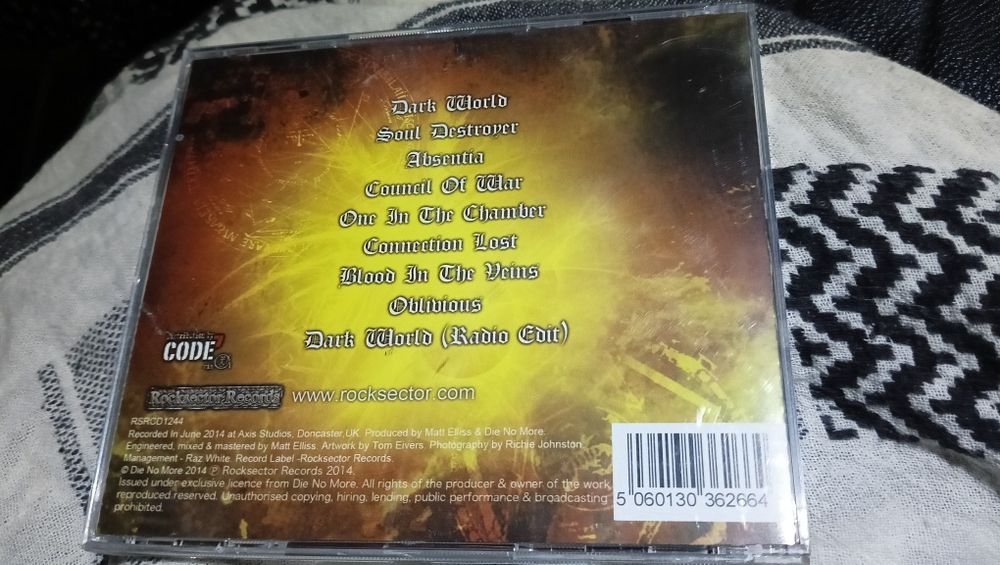 Dark World
Soul Destroyer
Absentia
Council Of War
One In The Chamber
Connection Lost
Blood In The Veins
Oblivious
Dark World (Radio Edit)
CODE 7
Rocksector Records www.rocksector.com
RSRCD1244
Recorded In June 2014 at Axis Studios, Doncaster,UK. Produced by Matt Elliss & Die No More.
Engineered, mixed & mastered by Matt Elliss. Artwork by Tom Eivers. Photography by Richie Johnston
Management - Raz White. Record Label -Rocksector Records.
© Die No More 2014 ℗ Rocksector Records 2014.
Issued under exclusive licence from Die No More. All rights of the producer & owner of the work
reproduced reserved. Unauthorised copying, hiring, lending, public performance & broadcasting
prohibited.
5 060130 362664